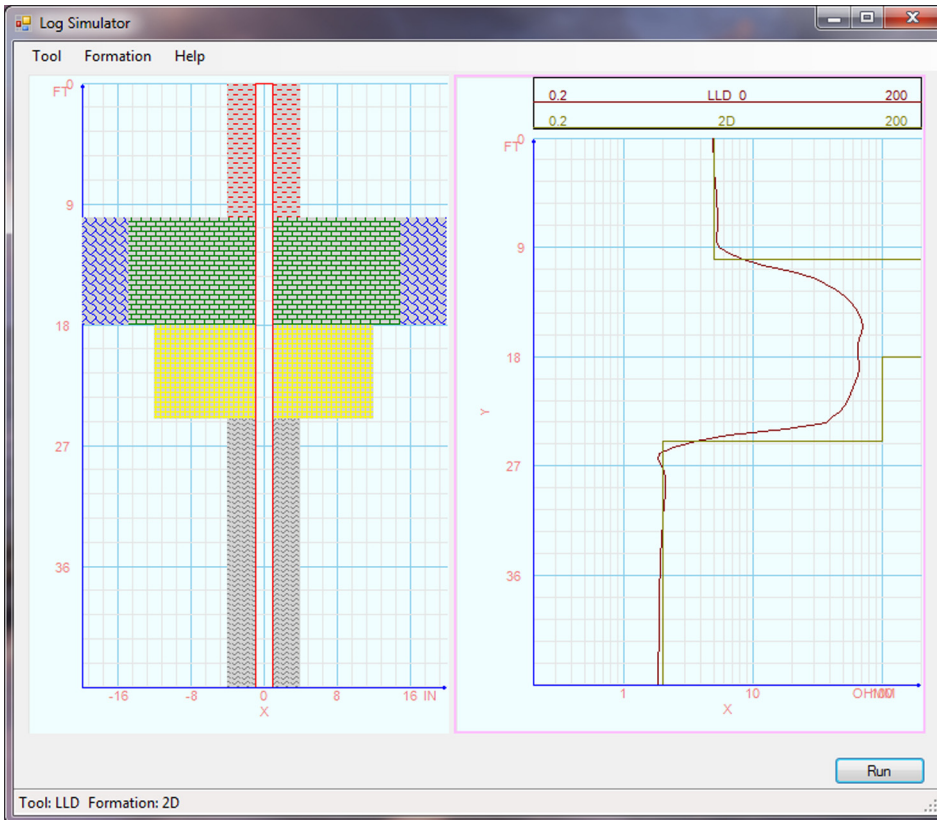 Log Simulator
Tool Formation Help
FT 0
9
18
27
36
-16 -8 0 8 16 IN
X
0.2 LLD 0 200
0.2 2D 200
FT 0
9
18
27
36
Y
1 10 OHMM
X
Run
Tool: LLD Formation: 2D